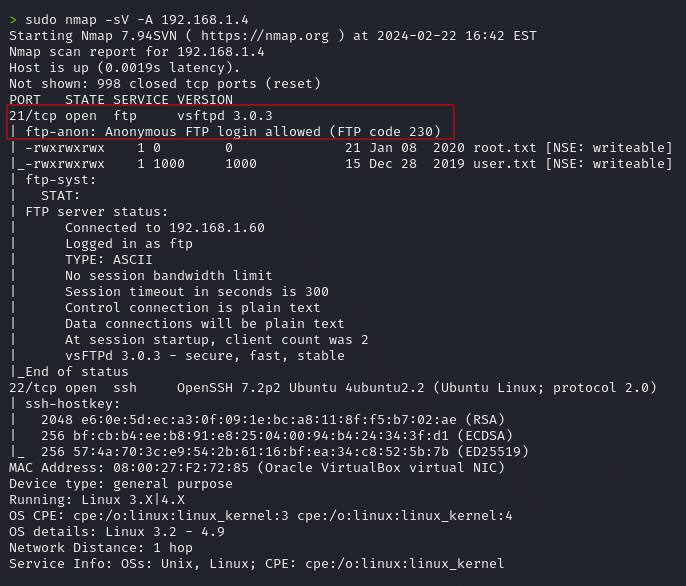 > sudo nmap -sV -A 192.168.1.4
Starting Nmap 7.94SVN ( https://nmap.org ) at 2024-02-22 16:42 EST
Nmap scan report for 192.168.1.4
Host is up (0.0019s latency).
Not shown: 998 closed tcp ports (reset)
PORT   STATE SERVICE VERSION
21/tcp open  ftp     vsftpd 3.0.3
| ftp-anon: Anonymous FTP login allowed (FTP code 230)
| -rwxrwxrwx    1 0        0              21 Jan 08  2020 root.txt [NSE: writeable]
|_-rwxrwxrwx    1 1000     1000           15 Dec 28  2019 user.txt [NSE: writeable]
| ftp-syst:
|   STAT:
| FTP server status:
|      Connected to 192.168.1.60
|      Logged in as ftp
|      TYPE: ASCII
|      No session bandwidth limit
|      Session timeout in seconds is 300
|      Control connection is plain text
|      Data connections will be plain text
|      At session startup, client count was 2
|      vsFTPd 3.0.3 - secure, fast, stable
|_End of status
22/tcp open  ssh     OpenSSH 7.2p2 Ubuntu 4ubuntu2.2 (Ubuntu Linux; protocol 2.0)
| ssh-hostkey:
|   2048 e6:0e:5d:ec:a3:0f:09:1e:bc:a8:11:8f:f5:b7:02:ae (RSA)
|   256 bf:cb:b4:ee:b8:91:e8:25:04:00:94:b4:24:34:3f:d1 (ECDSA)
|_  256 57:4a:70:3c:e9:54:2b:61:16:bf:ea:34:c8:52:5b:7b (ED25519)
MAC Address: 08:00:27:F2:72:85 (Oracle VirtualBox virtual NIC)
Device type: general purpose
Running: Linux 3.X|4.X
OS CPE: cpe:/o:linux:linux_kernel:3 cpe:/o:linux:linux_kernel:4
OS details: Linux 3.2 - 4.9
Network Distance: 1 hop
Service Info: OSs: Unix, Linux; CPE: cpe:/o:linux:linux_kernel